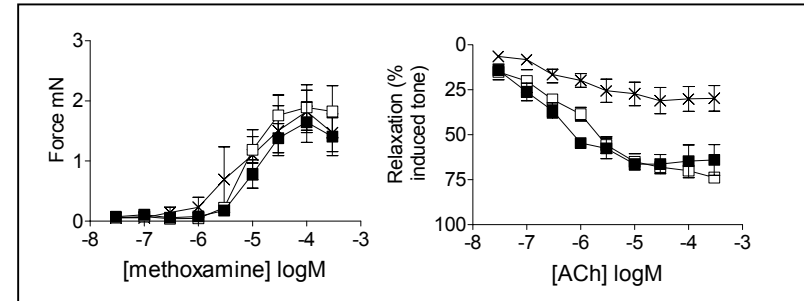 3
2
1
0
Force mN
-8 -7 -6 -5 -4 -3
[methoxamine] logM
0
25
50
75
100
Relaxation (%
induced tone)
-8 -7 -6 -5 -4 -3
[ACh] logM